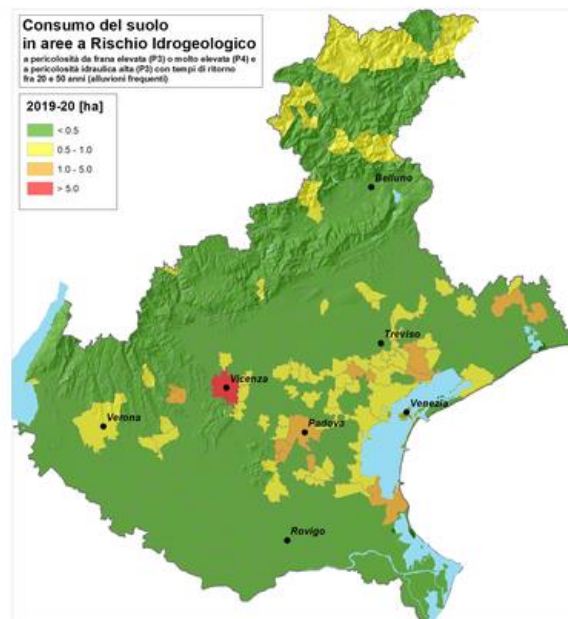 Consumo del suolo
in aree a Rischio Idrogeologico
a picolosità da frana elevata (P3) o molto elevata (P4) e
a picolosità idraulica alta (P3) con tempi di ritorno
fra 20 e 50 anni (alluvioni frequenti)
2019-20 [ha]
< 0.5
0.5 - 1.0
1.0 - 5.0
> 5.0
Belluno
Treviso
Vicenza
Venezia
Verona
Padova
Rovigo